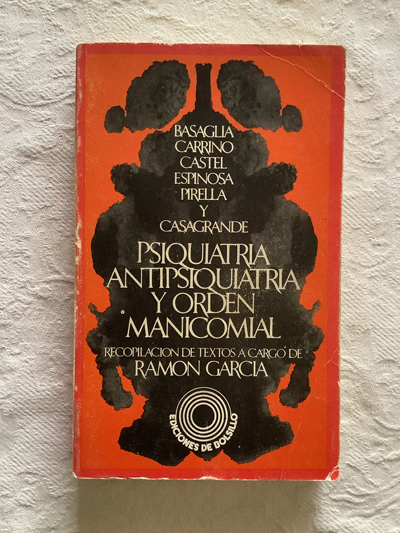 BASAGLIA
CARRINO
CASTEL
ESPINOSA
PIRELLA
Y
CASAGRANDE
PSIQUIATRIA
ANTIPSIQUIATRIA
Y ORDEN
MANICOMIAL
RECOPILACION DE TEXTOS A CARGO DE
RAMON GARCIA
EDICIONES DE BOLSILLO